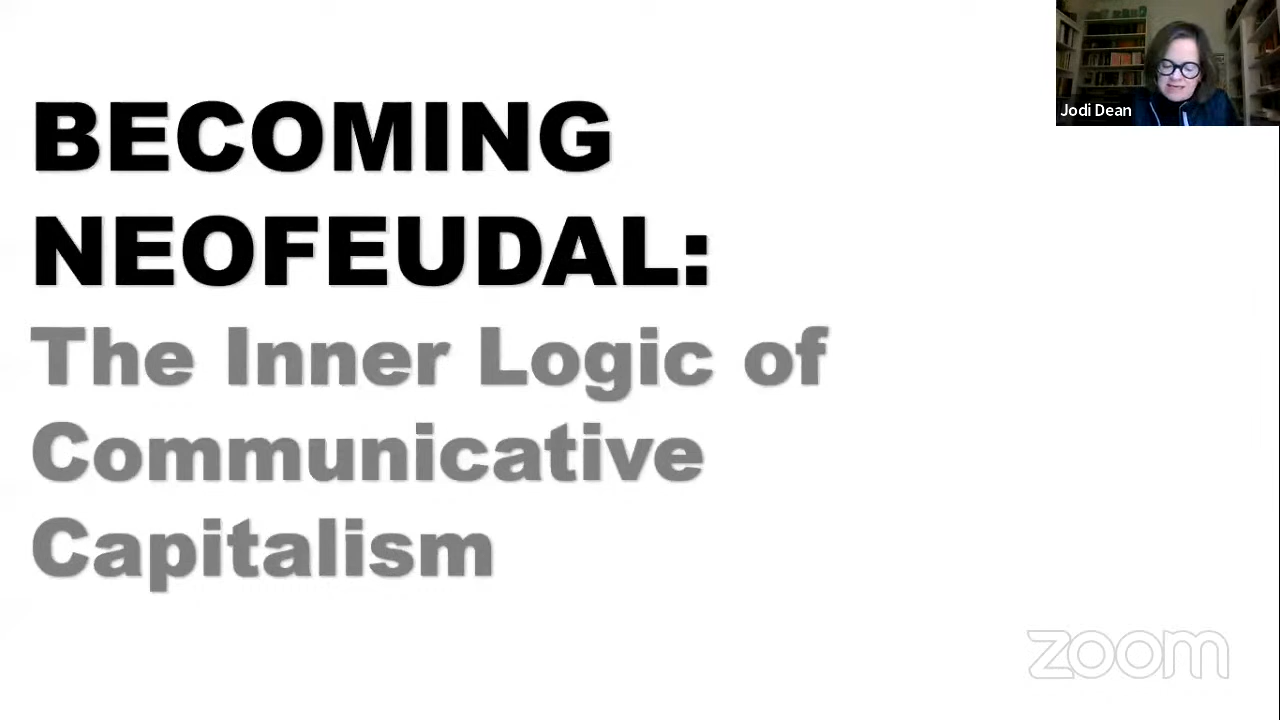 Jodi Dean
BECOMING
NEOFEUDAL:
The Inner Logic of
Communicative
Capitalism
zoom